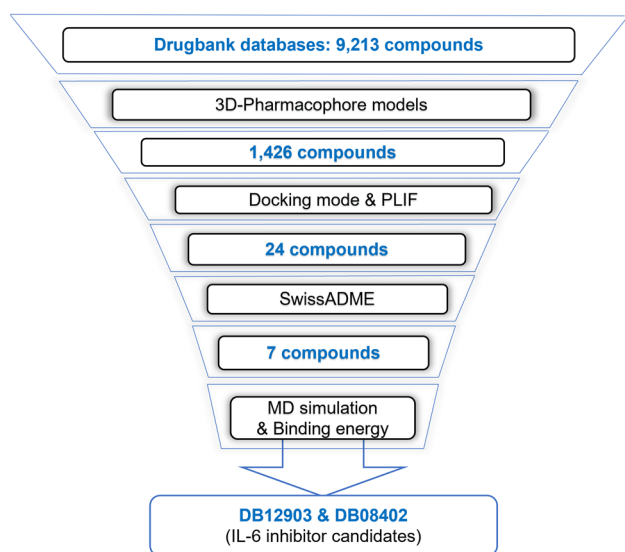 Drugbank databases: 9,213 compounds
3D-Pharmacophore models
1,426 compounds
Docking mode & PLIF
24 compounds
SwissADME
7 compounds
MD simulation
& Binding energy
DB12903 & DB08402
(IL-6 inhibitor candidates)